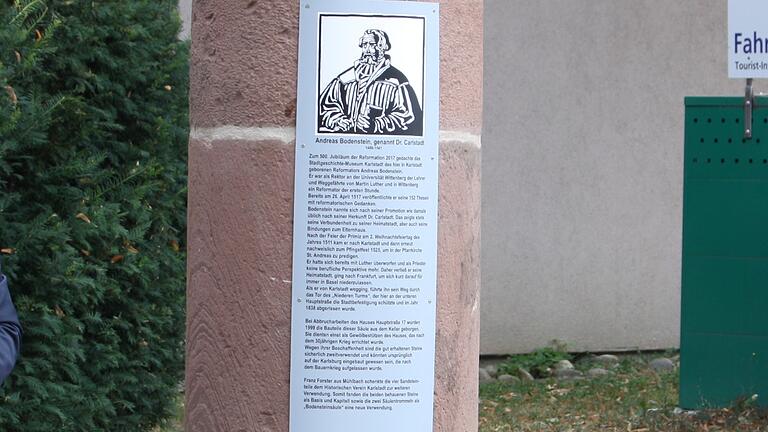 Andreas Bodenstein, genannt Dr. Carlstadt
1486-1541
Zum 500. Jubiläum der Reformation 2017 gedachte das
Stadtgeschichte-Museum Karlstadt des hier in Karlstadt
geborenen Reformators Andreas Bodenstein.
Er war als Rektor an der Universität Wittenberg der Lehrer
und Weggefährte von Martin Luther und in Wittenberg
ein Reformator der ersten Stunde.
Bereits am 26. April 1517 veröffentlichte er seine 152 Thesen
mit reformatorischen Gedanken.
Bodenstein nannte sich nach seiner Promotion wie damals
üblich nach seiner Herkunft Dr. Carlstadt. Das zeigte stets
seine Verbundenheit zu seiner Heimatstadt, aber auch seine
Bindungen zum Elternhaus.
Nach der Feier der Primiz am 2. Weihnachtsfeiertag des
Jahres 1511 kam er nach Karlstadt und dann erneut
nachweislich zum Pfingstfest 1525, um in der Pfarrkirche
St. Andreas zu predigen.
Er hatte sich bereits mit Luther überworfen und als Priester
keine berufliche Perspektive mehr. Daher verließ er seine
Heimatstadt, ging nach Frankfurt, um sich kurz darauf für
immer in Basel niederzulassen.
Als er von Karlstadt wegging, führte ihn sein Weg durch
das Tor des „Niederen Turms“, der hier an der unteren
Hauptstraße die Stadtbefestigung schützte und im Jahr
1838 abgerissen wurde.
Bei Abbrucharbeiten des Hauses Hauptstraße 17 wurden
1998 die Bauteile dieser Säule aus dem Keller geborgen.
Sie dienten einst als Gewölbestützen des Hauses, das nach
dem 30jährigen Krieg errichtet wurde.
Wegen ihrer Beschaffenheit sind die gut erhaltenen Steine
sicherlich zweitverwendet und könnten ursprünglich
auf der Karlsburg eingebaut gewesen sein, die nach
dem Bauernkrieg aufgelassen wurde.
Franz Forster aus Mühlbach schenkte die vier Sandstein-
teile dem Historischen Verein Karlstadt zur weiteren
Verwendung. Somit fanden die beiden behauenen Steine
als Basis und Kapitell sowie die zwei Säulentrommeln als
„Bodensteinsäule“ eine neue Verwendung.
Fahr
Tourist-In